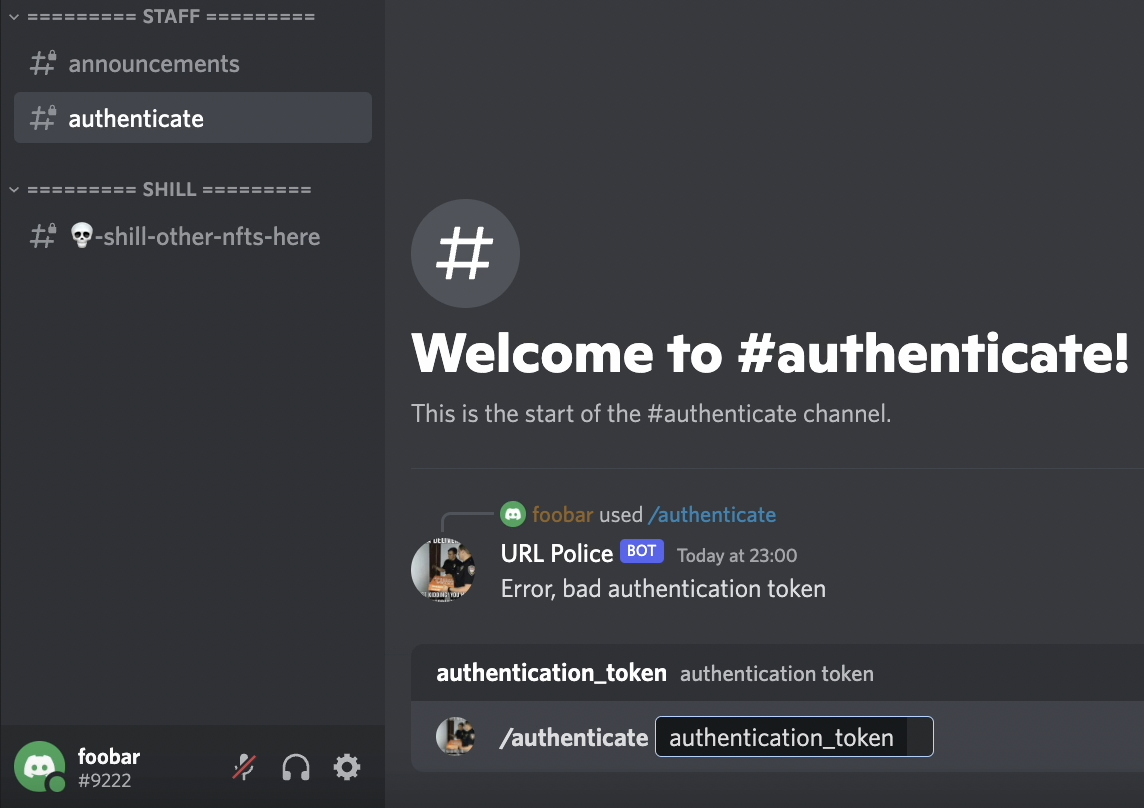 ========= STAFF =========
announcements
authenticate
========= SHILL =========
💀-shill-other-nfts-here
#
Welcome to #authenticate!
This is the start of the #authenticate channel.
foobar used /authenticate
URL Police BOT Today at 23:00
Error, bad authentication token
authentication_token authentication token
/authenticate authentication_token
foobar
#9222